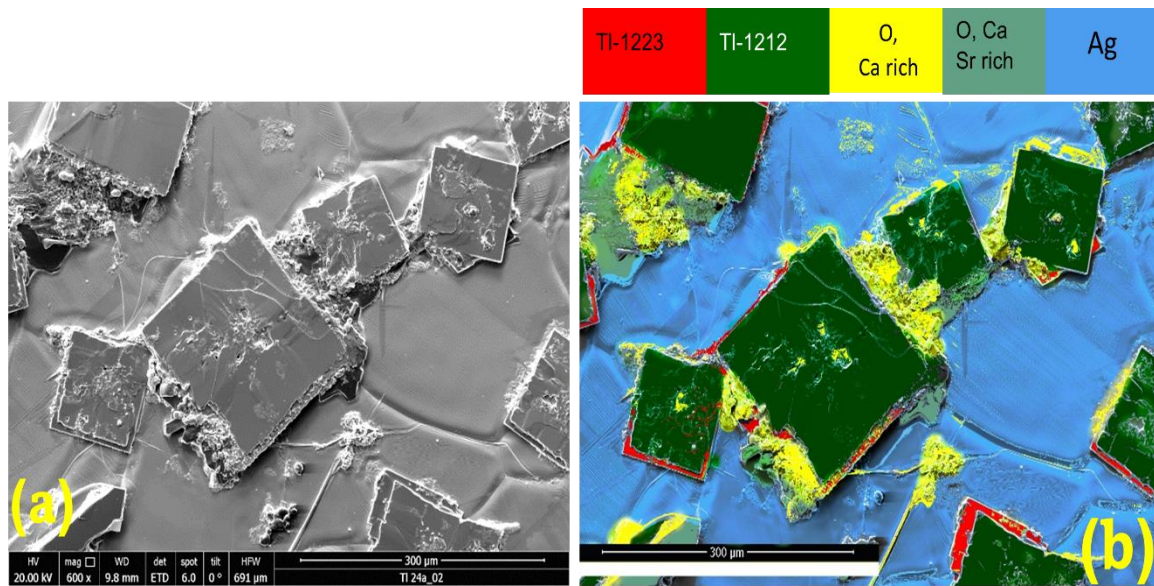 Tl-1223
Tl-1212
O,
Ca rich
O, Ca
Sr rich
Ag
(a)
(b)
HV mag □ WD det spot tilt HFW
20.00 kV 600 x 9.8 mm ETD 6.0 0 ° 691 µm
300 µm
Tl 24a_02
300 µm